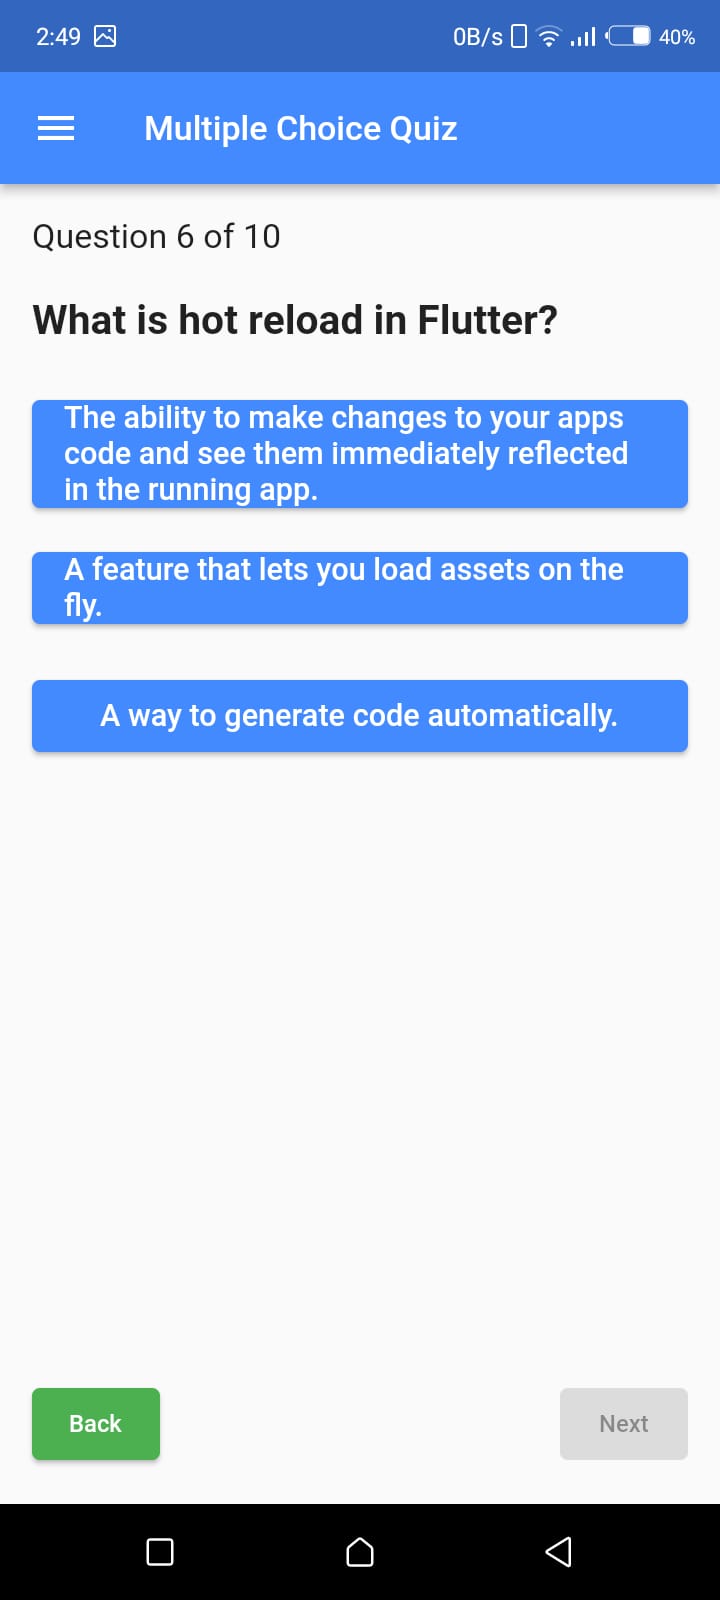 2:49
0B/s
40%
Multiple Choice Quiz
Question 6 of 10
What is hot reload in Flutter?
The ability to make changes to your apps
code and see them immediately reflected
in the running app.
A feature that lets you load assets on the
fly.
A way to generate code automatically.
Back
Next